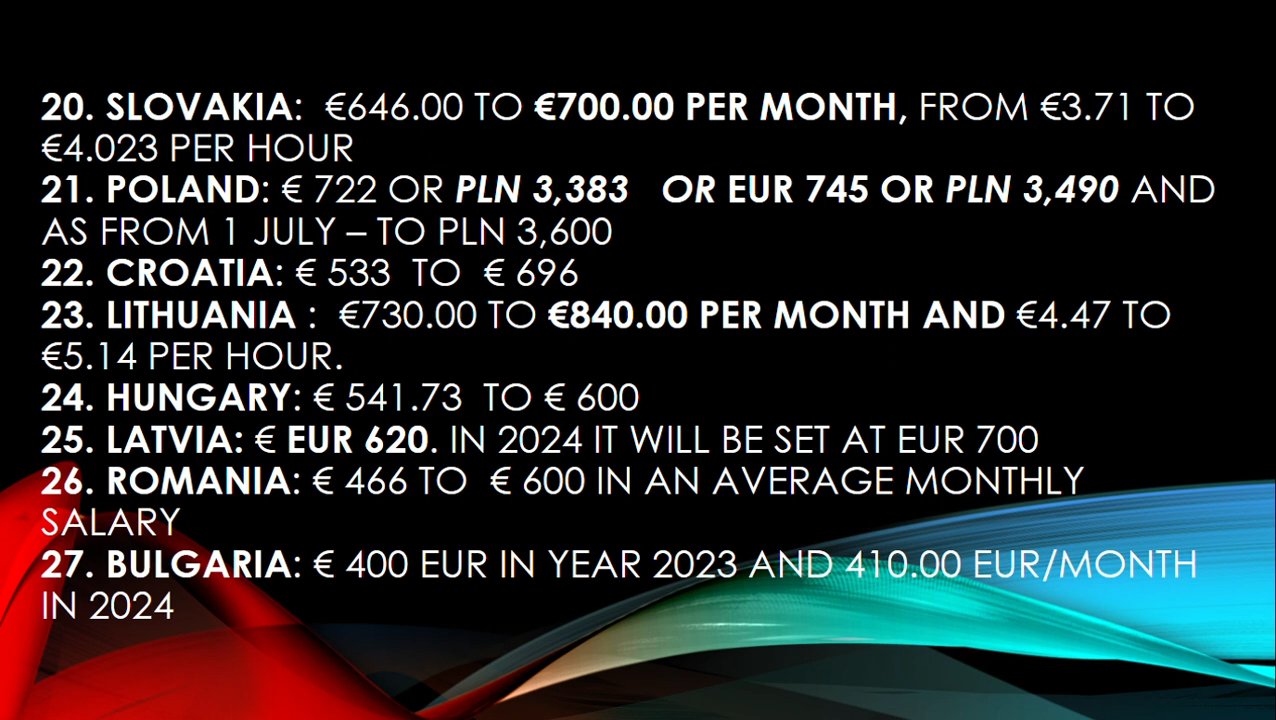 20. SLOVAKIA:  €646.00 TO €700.00 PER MONTH, FROM €3.71 TO
€4.023 PER HOUR
21. POLAND: € 722 OR PLN 3,383   OR EUR 745 OR PLN 3,490 AND
AS FROM 1 JULY – TO PLN 3,600
22. CROATIA: € 533  TO  € 696
23. LITHUANIA :  €730.00 TO €840.00 PER MONTH AND €4.47 TO
€5.14 PER HOUR.
24. HUNGARY: € 541.73  TO € 600
25. LATVIA: € EUR 620. IN 2024 IT WILL BE SET AT EUR 700
26. ROMANIA: € 466 TO  € 600 IN AN AVERAGE MONTHLY
SALARY
27. BULGARIA: € 400 EUR IN YEAR 2023 AND 410.00 EUR/MONTH
IN 2024